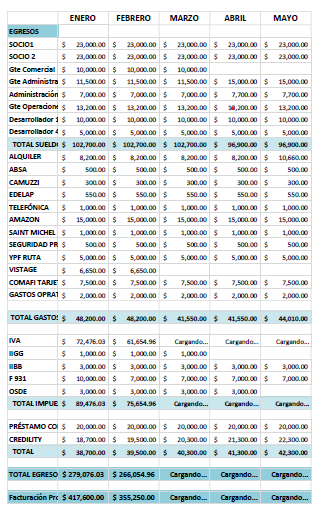 ENERO FEBRERO MARZO ABRIL MAYO
EGRESOS
SOCIO1 $ 23,000.00 $ 23,000.00 $ 23,000.00 $ 23,000.00 $ 23,000.00
SOCIO 2 $ 23,000.00 $ 23,000.00 $ 23,000.00 $ 23,000.00 $ 23,000.00
Gte Comercial $ 10,000.00 $ 10,000.00 $ 10,000.00
Gte Administra $ 11,500.00 $ 11,500.00 $ 11,500.00 $ 15,000.00 $ 15,000.00
Administración $ 7,000.00 $ 7,000.00 $ 7,000.00 $ 7,700.00 $ 7,700.00
Gte Operacion $ 13,200.00 $ 13,200.00 $ 13,200.00 $ 13,200.00 $ 13,200.00
Desarrollador $ 10,000.00 $ 10,000.00 $ 10,000.00 $ 10,000.00 $ 10,000.00
Desarrollador $ 5,000.00 $ 5,000.00 $ 5,000.00 $ 5,000.00 $ 5,000.00
TOTAL SUELD $ 102,700.00 $ 102,700.00 $ 102,700.00 $ 96,900.00 $ 96,900.00
ALQUILER $ 8,200.00 $ 8,200.00 $ 8,200.00 $ 8,200.00 $ 10,660.00
ABSA $ 500.00 $ 500.00 $ 500.00 $ 500.00 $ 500.00
CAMUZZI $ 300.00 $ 300.00 $ 300.00 $ 300.00 $ 300.00
EDELAP $ 550.00 $ 550.00 $ 550.00 $ 550.00 $ 550.00
TELEFÓNICA $ 1,000.00 $ 1,000.00 $ 1,000.00 $ 1,000.00 $ 1,000.00
AMAZON $ 15,000.00 $ 15,000.00 $ 15,000.00 $ 15,000.00 $ 15,000.00
SAINT MICHEL $ 1,000.00 $ 1,000.00 $ 1,000.00 $ 1,000.00 $ 1,000.00
SEGURIDAD PR $ 500.00 $ 500.00 $ 500.00 $ 500.00 $ 500.00
YPF RUTA $ 5,000.00 $ 5,000.00 $ 5,000.00 $ 5,000.00 $ 5,000.00
VISTAGE $ 6,650.00 $ 6,650.00
COMAFI TARJE $ 7,500.00 $ 7,500.00 $ 7,500.00 $ 7,500.00 $ 7,500.00
GASTOS OPRA $ 2,000.00 $ 2,000.00 $ 2,000.00 $ 2,000.00 $ 2,000.00
TOTAL GASTOS $ 48,200.00 $ 48,200.00 $ 41,550.00 $ 41,550.00 $ 44,010.00
IVA $ 72,476.03 $ 61,654.96 Cargando... Cargando... Cargando...
IIGG $ 1,000.00 $ 1,000.00 $ 1,000.00
IIBB $ 3,000.00 $ 3,000.00 $ 3,000.00 $ 3,000.00 $ 3,000.00
F 931 $ 10,000.00 $ 7,000.00 $ 7,000.00 $ 7,000.00 $ 7,000.00
OSDE $ 3,000.00 $ 3,000.00 $ 3,000.00 $ 3,000.00
TOTAL IMPUE $ 89,476.03 $ 75,654.96 Cargando... Cargando... Cargando...
PRÉSTAMO CO $ 20,000.00 $ 20,000.00 $ 20,000.00 $ 20,000.00 $ 20,000.00
CREDILITY $ 18,700.00 $ 19,500.00 $ 20,300.00 $ 21,300.00 $ 22,300.00
TOTAL $ 38,700.00 $ 39,500.00 $ 40,300.00 $ 41,300.00 $ 42,300.00
TOTAL EGRESO $ 279,076.03 $ 266,054.96 Cargando... Cargando... Cargando...
Facturación Pro $ 417,600.00 $ 355,250.00 Cargando... Cargando... Cargando...